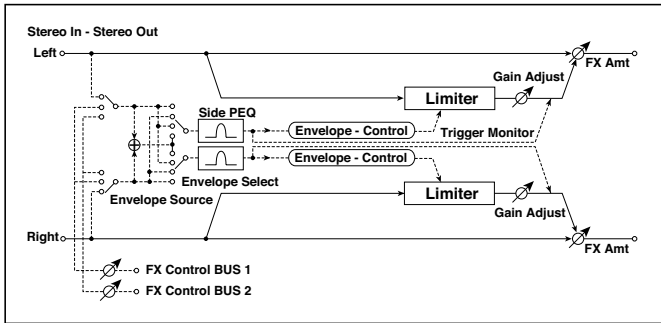 Stereo In - Stereo Out
Left
FX Amt
Gain Adjust
Limiter
Side PEQ
Envelope - Control
Trigger Monitor
Envelope - Control
Envelope Select
Envelope Source
Limiter
Gain Adjust
Right
FX Amt
FX Control BUS 1
FX Control BUS 2